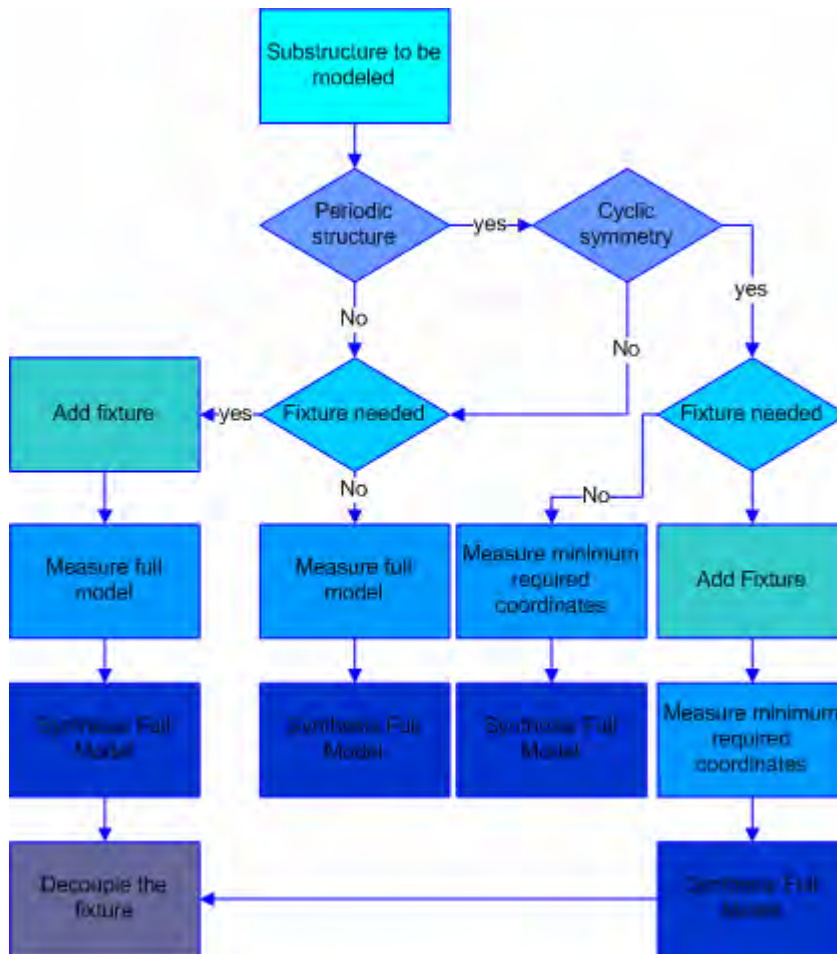 Substructure to be
modeled
Periodic
structure
yes
Cyclic
symmetry
yes
No
No
Add fixture
yes
Fixture needed
Fixture needed
No
No
Measure full
model
Measure full
model
Measure minimum
required
coordinates
Add Fixture
Synthesis Full
Model
Synthesis Full
Model
Synthesis Full
Model
Measure minimum
required
coordinates
Decouple the
fixture
Synthesis Full
Model